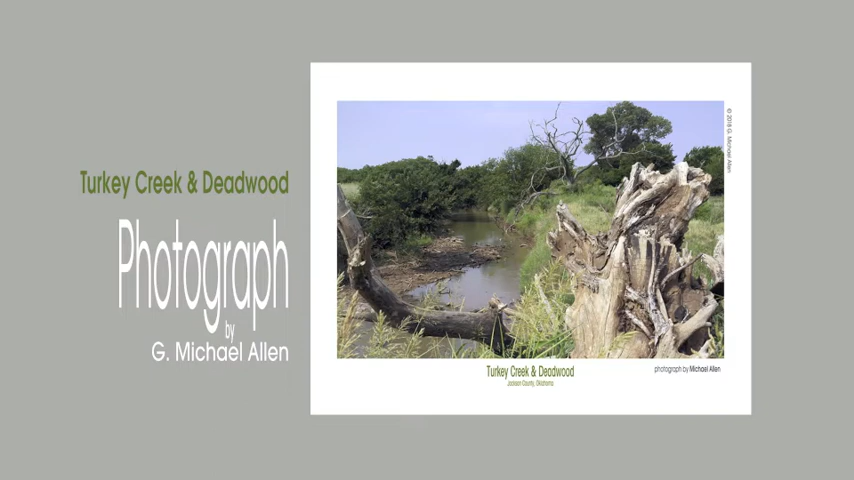 Turkey Creek & Deadwood
Photograph
by
G. Michael Allen
© 2018 G. Michael Allen
Turkey Creek & Deadwood
Jackson County, Oklahoma
photograph by Michael Allen